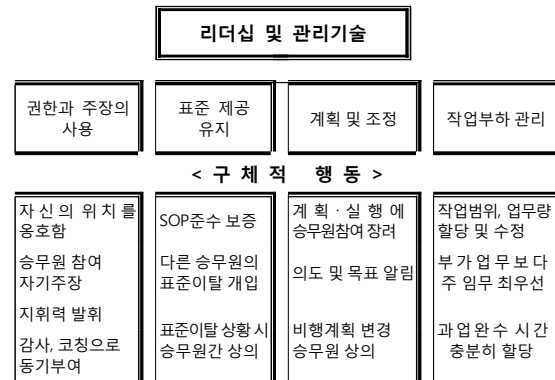 리더십 및 관리기술
권한과 주장의
사용
표준 제공
유지
계획 및 조정
작업부하 관리
< 구 체 적 행 동 >
자 신 의 위 치 를
옹호함
승무원 참여
자기주장
지휘력 발휘
감사, 코칭으로
동기부여
SOP준수 보증
다른 승무원의
표준이탈 개입
표준이탈 상황 시
승무원간 상의
계 획 · 실 행 에
승무원참여 장려
의도 및 목표 알림
비행계획 변경
승무원 상의
작업범위, 업무량
할당 및 수정
부 가 업 무 보 다
주 임무 최우선
과업완수 시간
충분히 할당